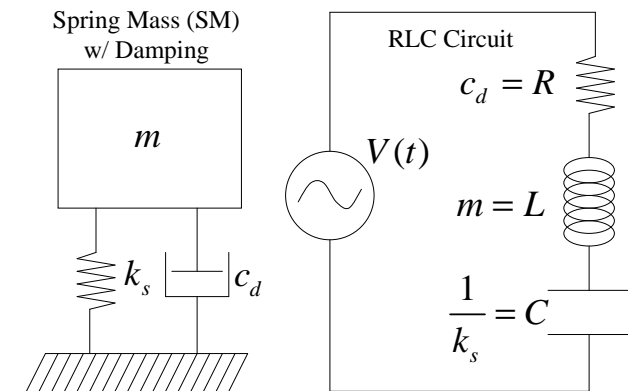 Spring Mass (SM)
w/ Damping
m
k_s
c_d
RLC Circuit
V(t)
c_d = R
m = L
1/k_s = C